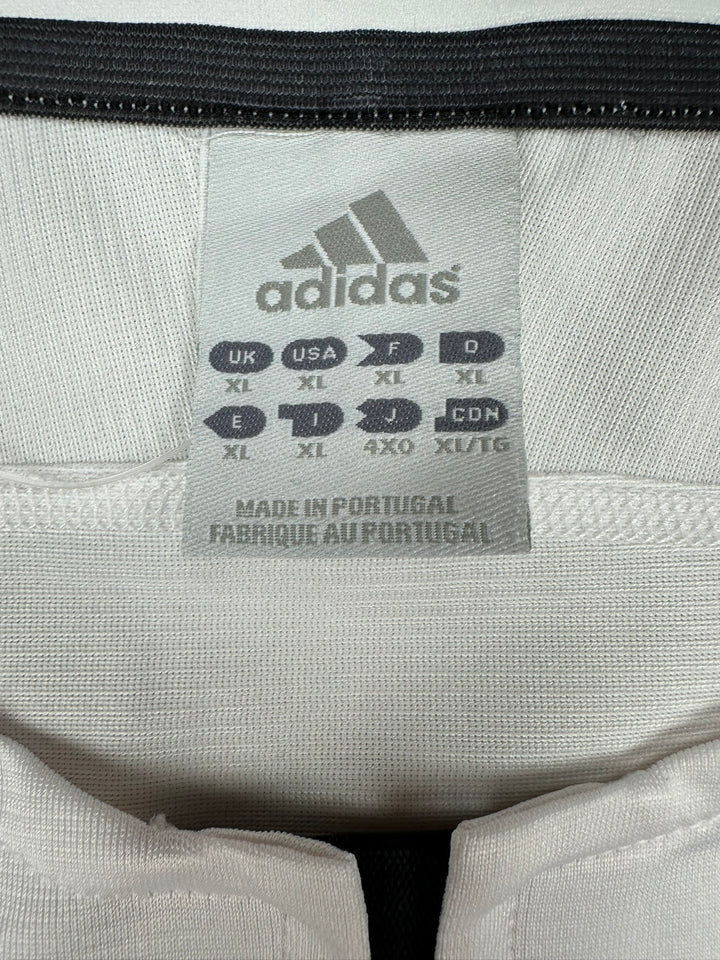 adidas
UK USA F D
XL XL XL XL
E I J CDN
XL XL 4XO XL/TG
MADE IN PORTUGAL
FABRIQUE AU PORTUGAL